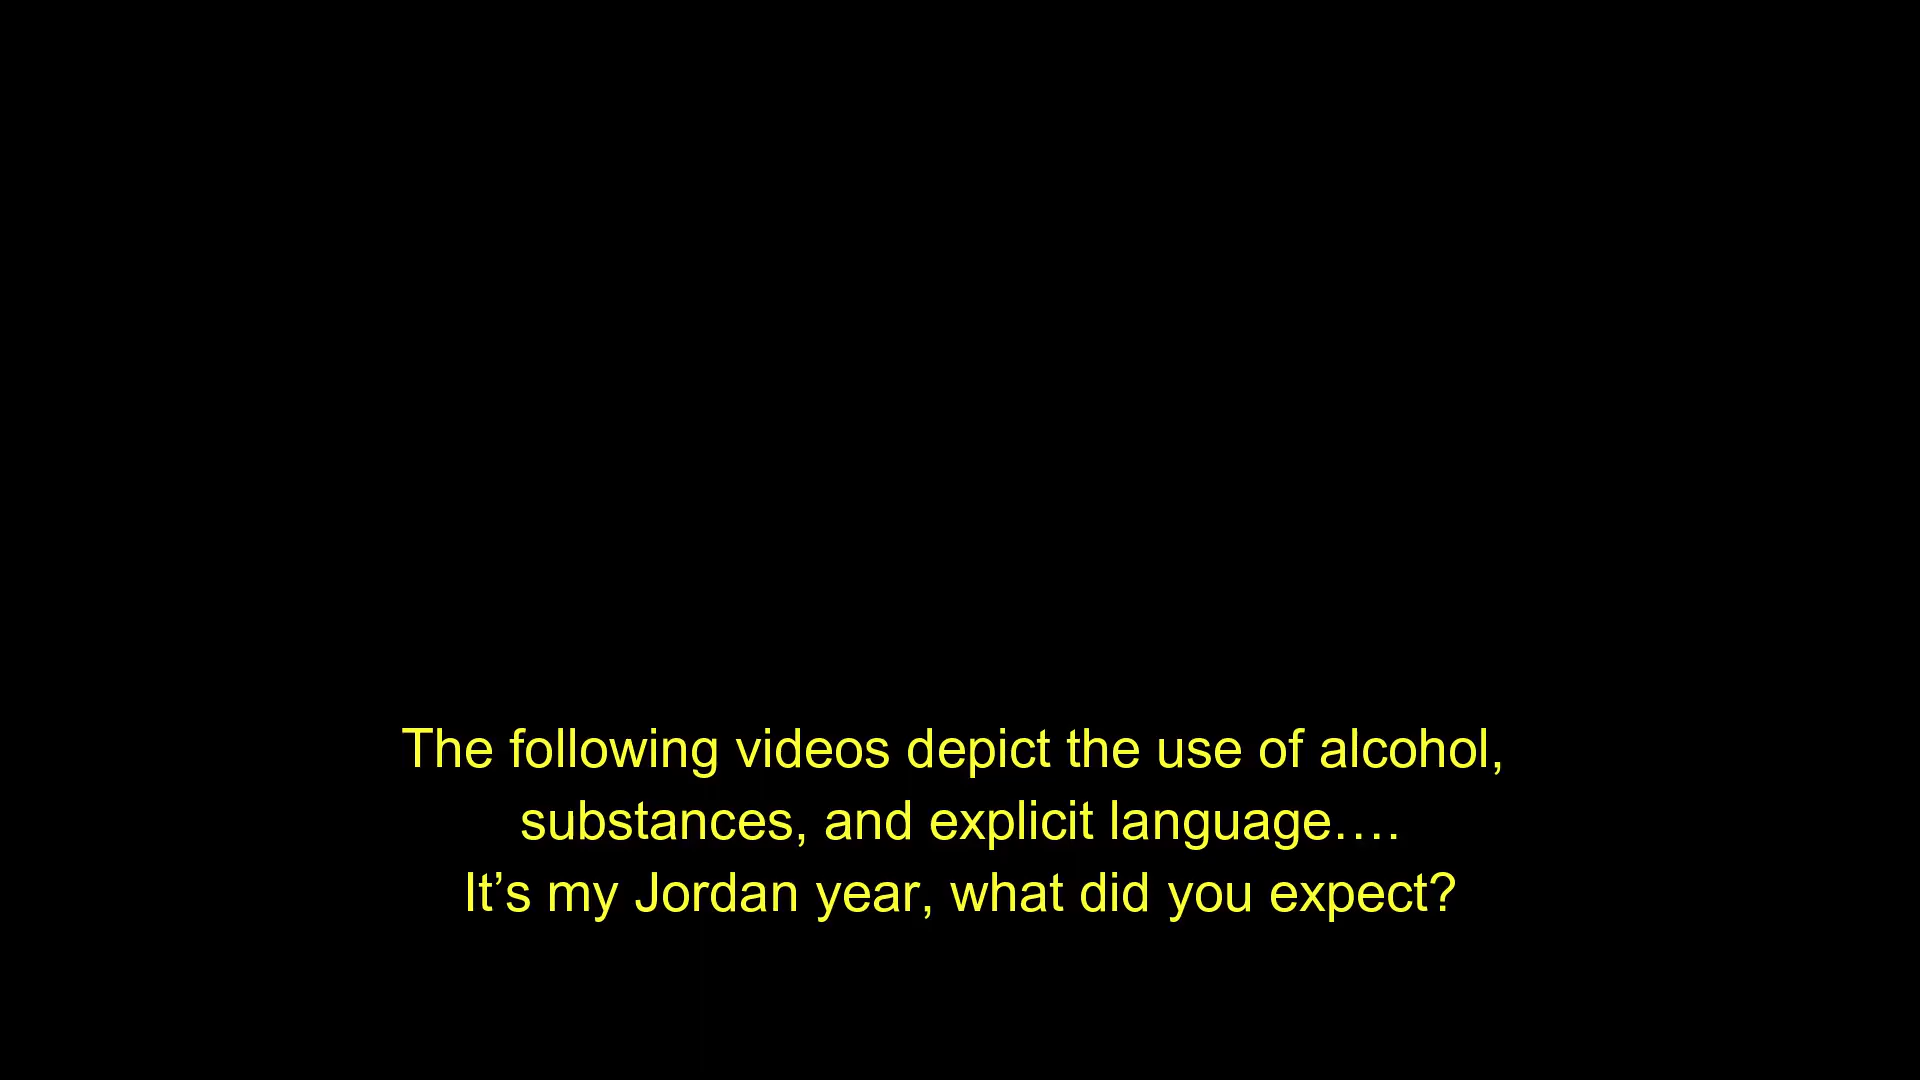 The following videos depict the use of alcohol,
substances, and explicit language….
It’s my Jordan year, what did you expect?